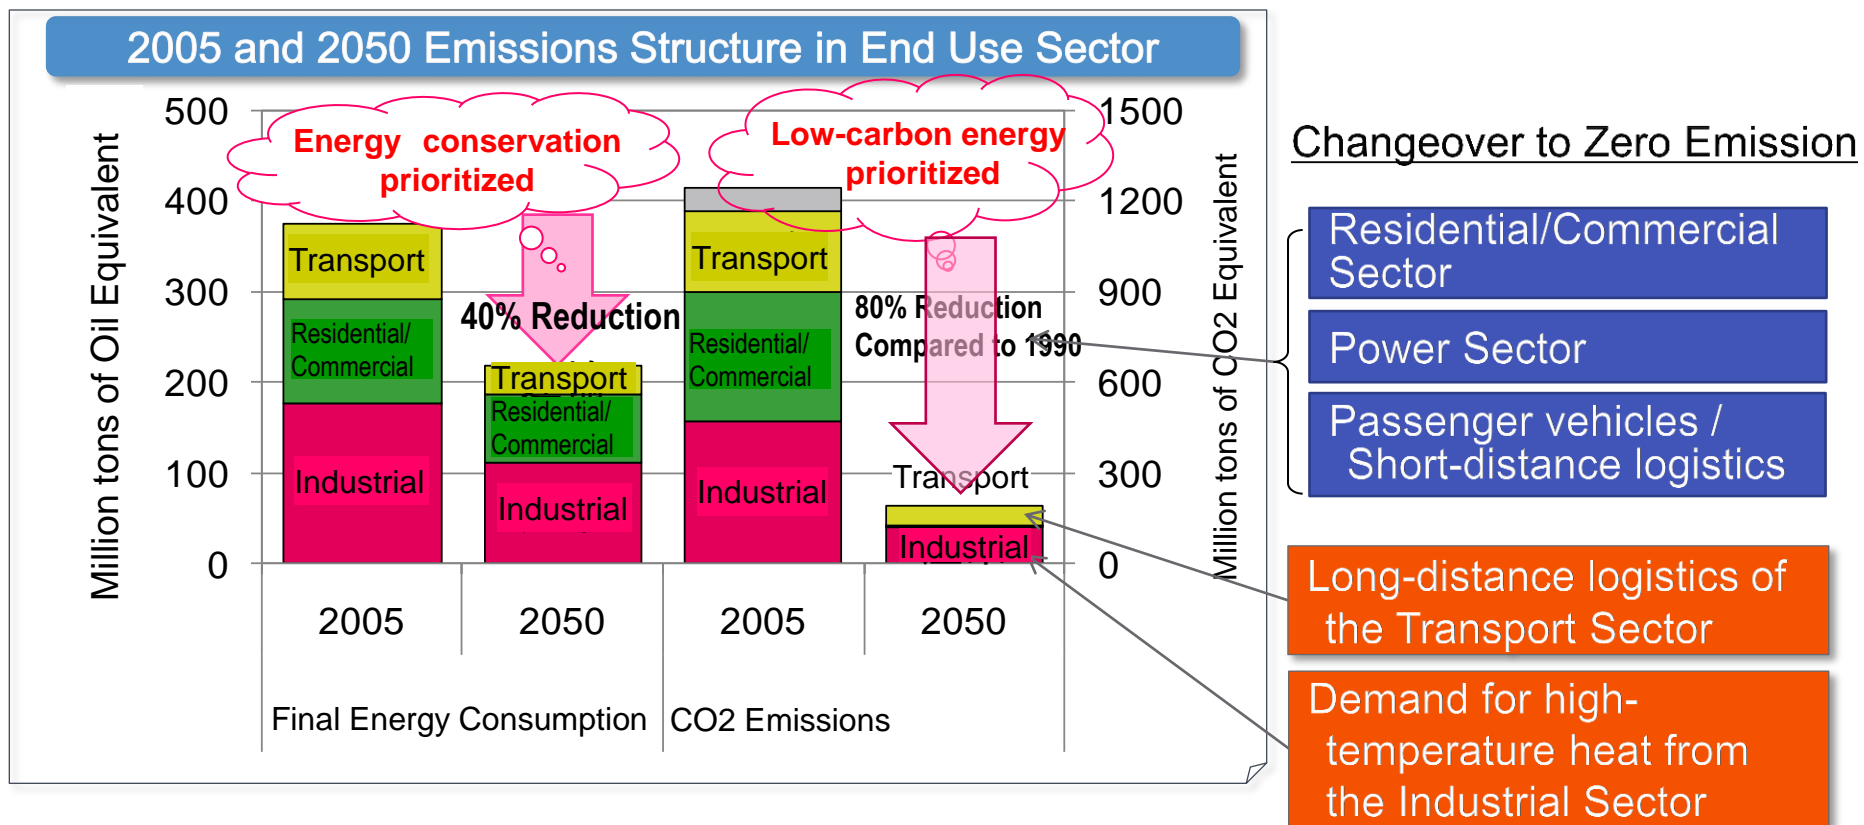 2005 and 2050 Emissions Structure in End Use Sector
Million tons of Oil Equivalent
500
400
300
200
100
0
Energy conservation
prioritized
Low-carbon energy
prioritized
1500
1200
900
600
300
0
Million tons of CO2 Equivalent
Transport
Residential/
Commercial
Industrial
40% Reduction
Transport
Residential/
Commercial
Industrial
Transport
Residential/
Commercial
Industrial
80% Reduction
Compared to 1990
Transport
Industrial
2005
2050
2005
2050
Final Energy Consumption
CO2 Emissions
Changeover to Zero Emission
Residential/Commercial
Sector
Power Sector
Passenger vehicles /
Short-distance logistics
Long-distance logistics of
the Transport Sector
Demand for high-
temperature heat from
the Industrial Sector